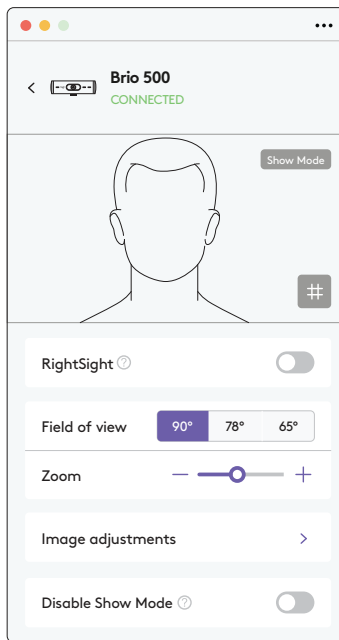 Brio 500
CONNECTED
Show Mode
RightSight ?
Field of view 90° 78° 65°
Zoom
Image adjustments
Disable Show Mode ?